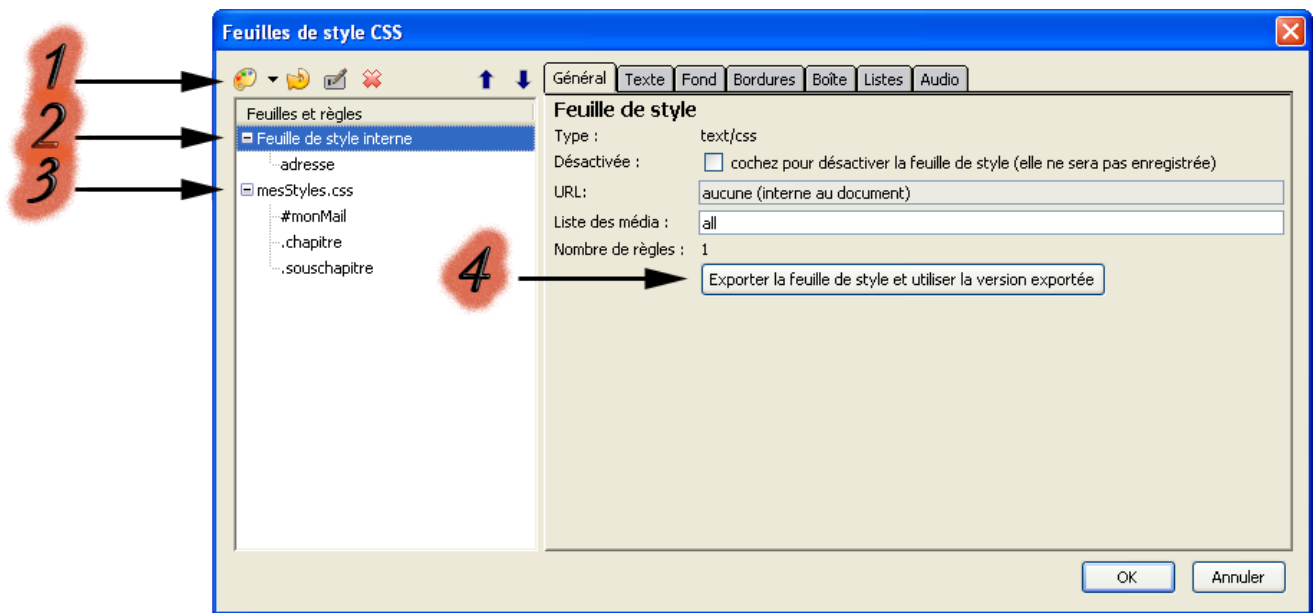 Feuilles de style CSS
1
Général Texte Fond Bordures Boîte Listes Audio
Feuilles et règles
Feuille de style
2
Feuille de style interne
Type : text/css
adresse
Désactivée : cochez pour désactiver la feuille de style (elle ne sera pas enregistrée)
3
mesStyles.css
URL: aucune (interne au document)
#monMail
Liste des média : all
.chapitre
Nombre de règles : 1
.souschapitre
4
Exporter la feuille de style et utiliser la version exportée
OK Annuler